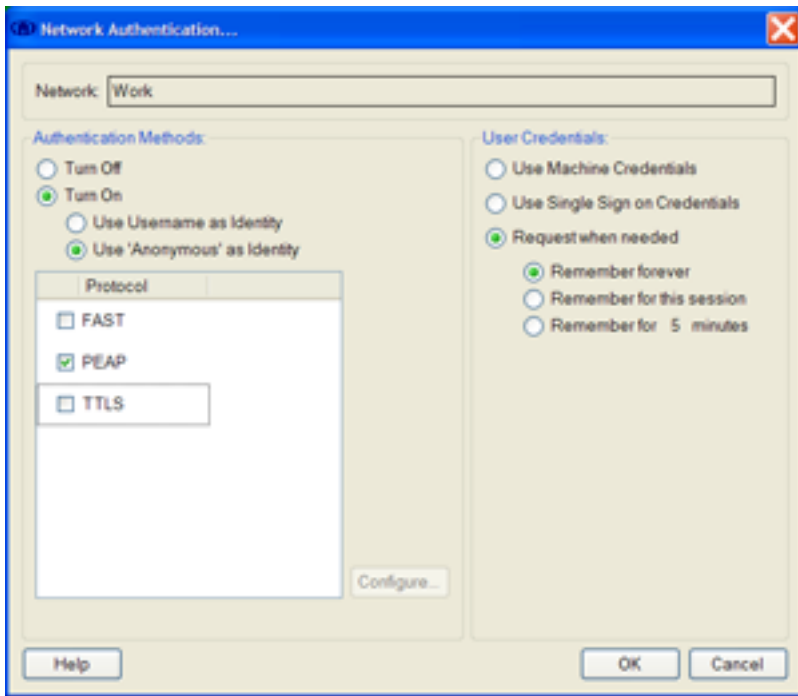 Network Authentication....
Network: Work
Authentication Methods:
Turn Off
Turn On
Use Username as Identity
Use 'Anonymous' as Identity
Protocol
FAST
PEAP
TTLS
Configure...
User Credentials:
Use Machine Credentials
Use Single Sign on Credentials
Request when needed
Remember forever
Remember for this session
Remember for 5 minutes
Help
OK
Cancel